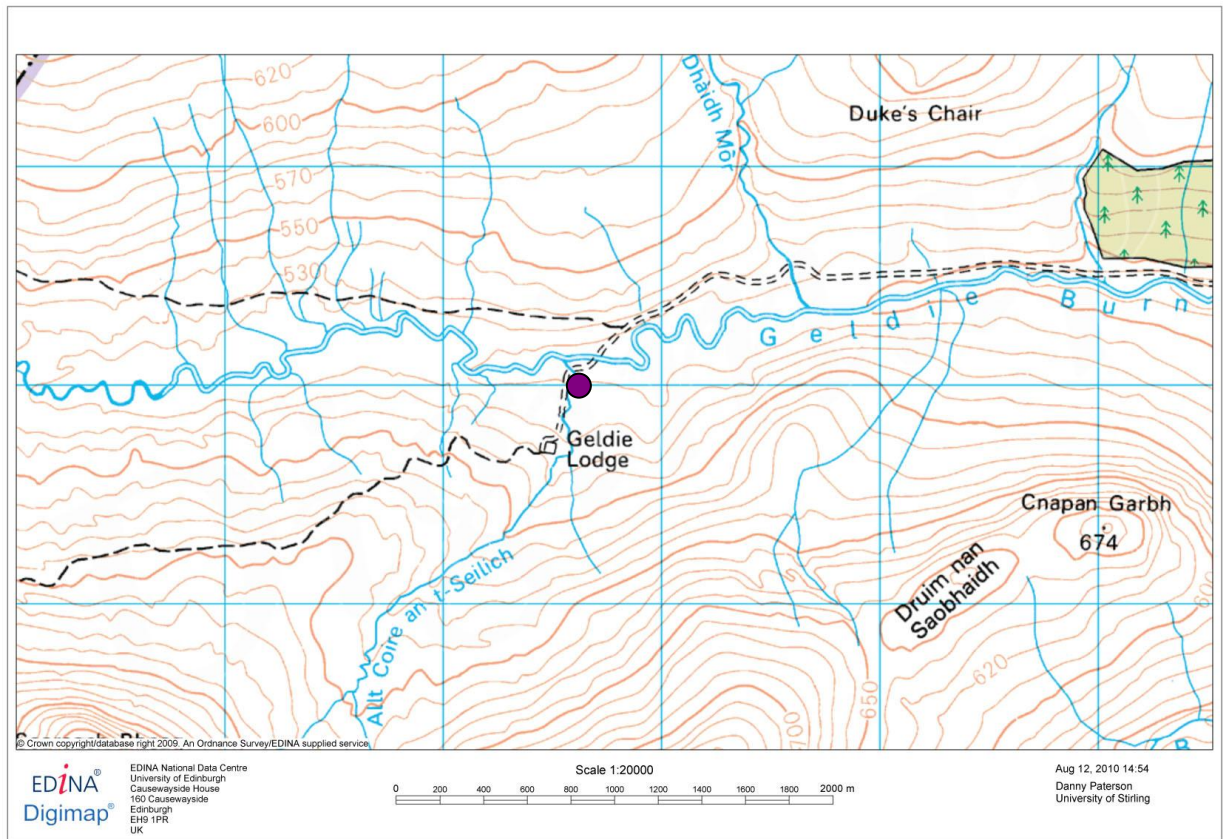 620
600
570
550
530
Dhàidh Mòr
Duke's Chair
Geldie Burn
Geldie
Lodge
Cnapan Garbh
674
Druim nan
Saobhaidh
Allt Coire an t-Seilich
620
650
700
© Crown copyright/database right 2009. An Ordnance Survey/EDINA supplied service
EDiNA®
Digimap®
EDINA National Data Centre
University of Edinburgh
Causewayside House
160 Causewayside
Edinburgh
EH9 1PR
UK
Scale 1:20000
0 200 400 600 800 1000 1200 1400 1600 1800 2000 m
Aug 12, 2010 14:54
Danny Paterson
University of Stirling